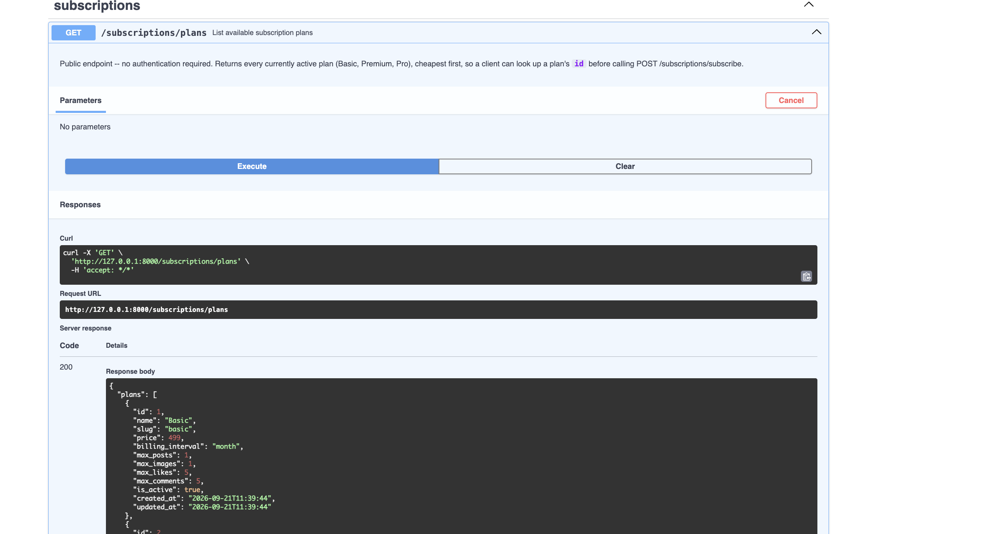 subscriptions
GET /subscriptions/plans List available subscription plans
Public endpoint -- no authentication required. Returns every currently active plan (Basic, Premium, Pro), cheapest first, so a client can look up a plan's id before calling POST /subscriptions/subscribe.
Parameters
Cancel
No parameters
Execute
Clear
Responses
Curl
curl -X 'GET' \
  'http://127.0.0.1:8000/subscriptions/plans' \
  -H 'accept: */*'
Request URL
http://127.0.0.1:8000/subscriptions/plans
Server response
Code Details
200
Response body
{
  "plans": [
    {
      "id": 1,
      "name": "Basic",
      "slug": "basic",
      "price": 499,
      "billing_interval": "month",
      "max_posts": 1,
      "max_images": 1,
      "max_likes": 5,
      "max_comments": 5,
      "is_active": true,
      "created_at": "2026-09-21T11:39:44",
      "updated_at": "2026-09-21T11:39:44"
    },
    {
      "id": 2